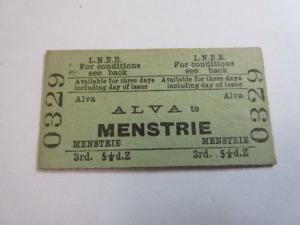 L.N.E.R. L.N.E.R.
For conditions For conditions
see back see back
Available for three days Available for three days
including day of issue including day of issue
Alva Alva
ALVA to
MENSTRIE
MENSTRIE MENSTRIE
3rd. 5½d.Z 3rd. 5½d.Z
0329 0329